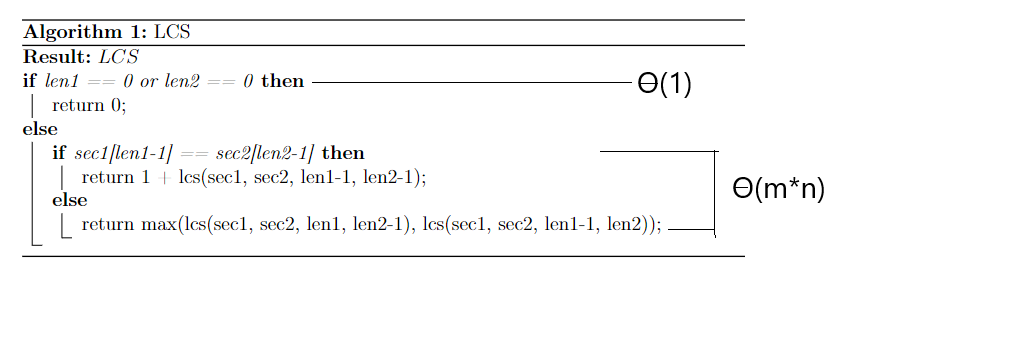 Algorithm 1: LCS
Result: LCS
if len1 == 0 or len2 == 0 then
Θ(1)
return 0;
else
if sec1[len1-1] == sec2[len2-1] then
return 1 + lcs(sec1, sec2, len1-1, len2-1);
Θ(m*n)
else
return max(lcs(sec1, sec2, len1, len2-1), lcs(sec1, sec2, len1-1, len2));